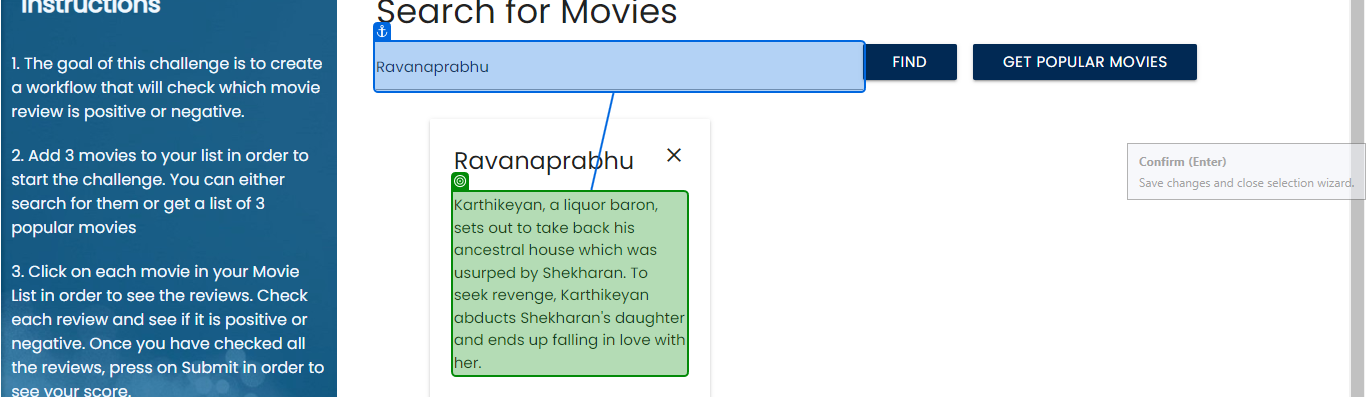 Instructions
1. The goal of this challenge is to create
a workflow that will check which movie
review is positive or negative.
2. Add 3 movies to your list in order to
start the challenge. You can either
search for them or get a list of 3
popular movies
3. Click on each movie in your Movie
List in order to see the reviews. Check
each review and see if it is positive or
negative. Once you have checked all
the reviews, press on Submit in order to
see your score.
Search for Movies
Ravanaprabhu
FIND
GET POPULAR MOVIES
Ravanaprabhu
Karthikeyan, a liquor baron,
sets out to take back his
ancestral house which was
usurped by Shekharan. To
seek revenge, Karthikeyan
abducts Shekharan's daughter
and ends up falling in love with
her.
Confirm (Enter)
Save changes and close selection wizard.